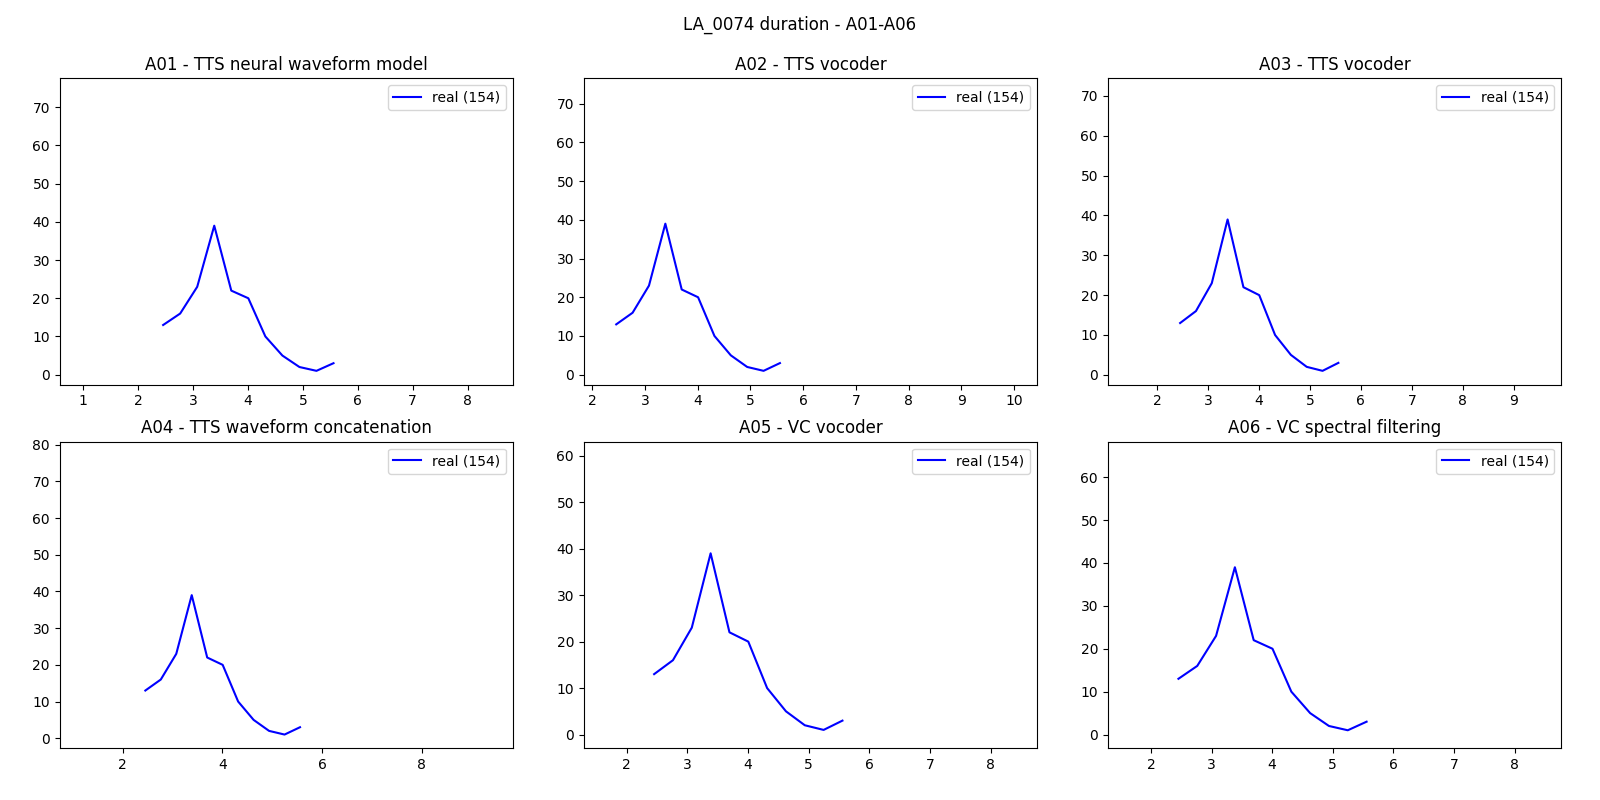 LA_0074 duration - A01-A06
A01 - TTS neural waveform model
real (154)
70
60
50
40
30
20
10
0
1 2 3 4 5 6 7 8
A02 - TTS vocoder
real (154)
70
60
50
40
30
20
10
0
2 3 4 5 6 7 8 9 10
A03 - TTS vocoder
real (154)
70
60
50
40
30
20
10
0
2 3 4 5 6 7 8 9
A04 - TTS waveform concatenation
real (154)
80
70
60
50
40
30
20
10
0
2 4 6 8
A05 - VC vocoder
real (154)
60
50
40
30
20
10
0
2 3 4 5 6 7 8
A06 - VC spectral filtering
real (154)
60
50
40
30
20
10
0
2 3 4 5 6 7 8